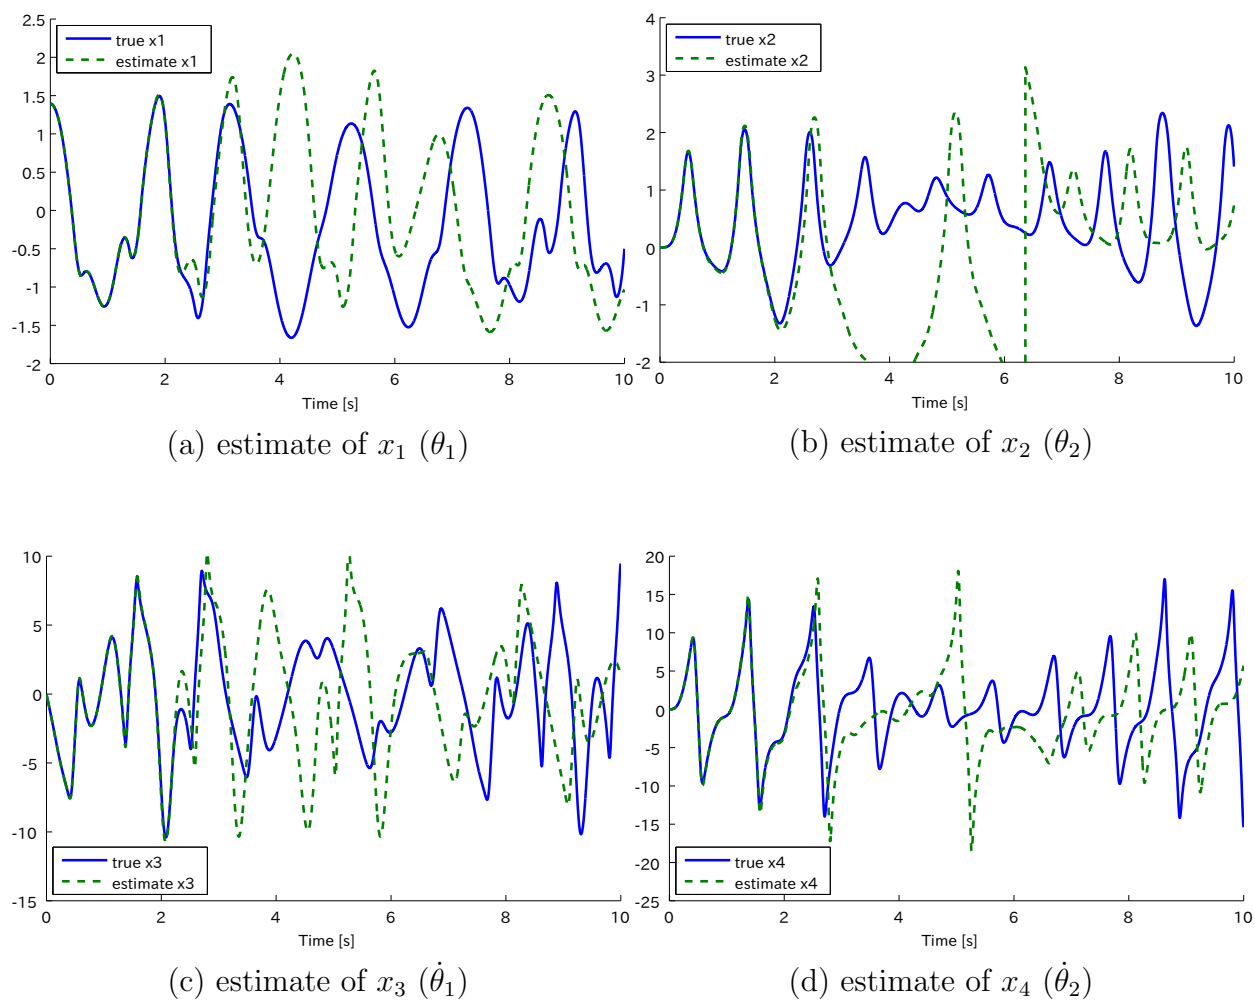 2.5
2
1.5
1
0.5
0
-0.5
-1
-1.5
-2
0 2 4 6 8 10
true x1
estimate x1
Time [s]
(a) estimate of x₁ (θ₁)
4
3
2
1
0
-1
-2
0 2 4 6 8 10
true x2
estimate x2
Time [s]
(b) estimate of x₂ (θ₂)
10
5
0
-5
-10
-15
0 2 4 6 8 10
true x3
estimate x3
Time [s]
(c) estimate of x₃ (θ̇₁)
20
15
10
5
0
-5
-10
-15
-20
-25
0 2 4 6 8 10
true x4
estimate x4
Time [s]
(d) estimate of x₄ (θ̇₂)